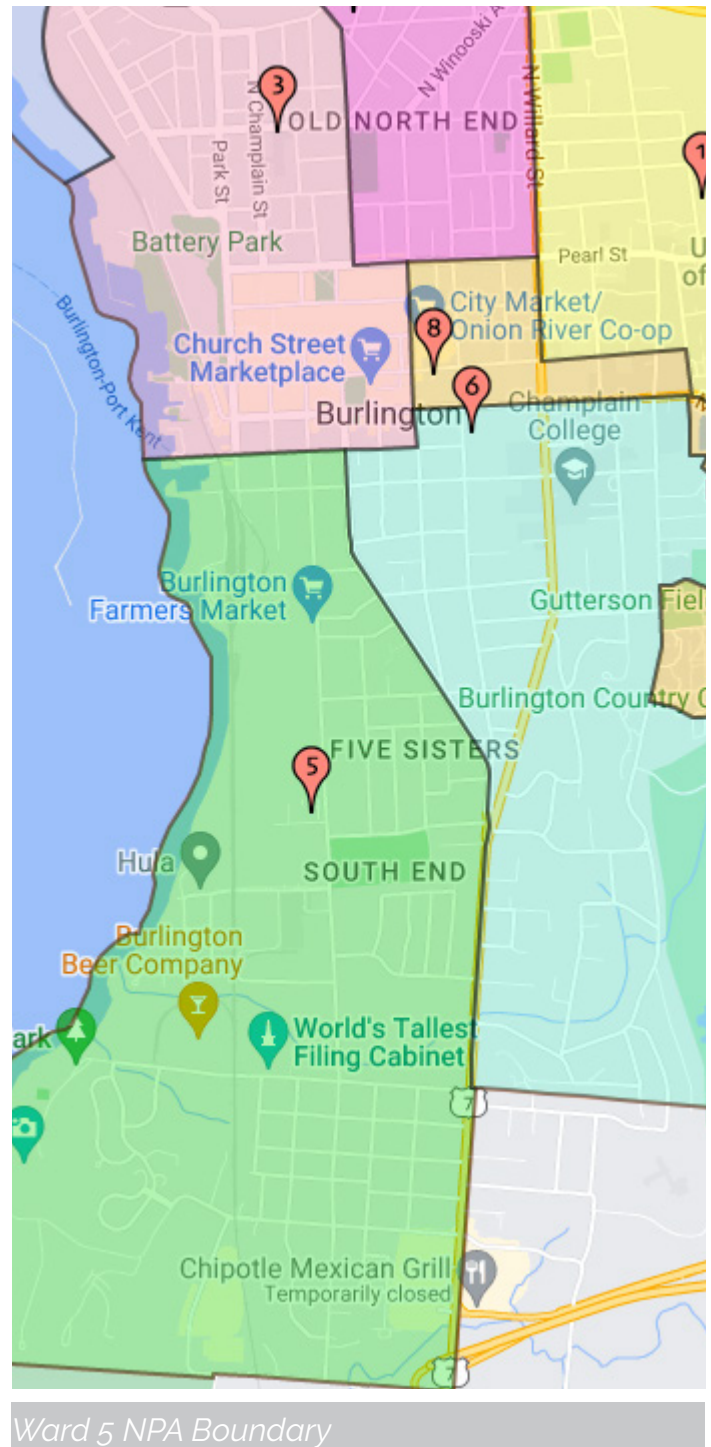 N Winooski A
3
OLD NORTH END
N Willard St
N Champlain St
Park St
1
Battery Park
Pearl St
U
of
Burlington-Port Kent
City Market/
Onion River Co-op
8
Church Street
Marketplace
6
Burlington
Champlain
College
Burlington
Farmers Market
Gutterson Fiel
Burlington Country C
FIVE SISTERS
5
Hula
SOUTH END
Burlington
Beer Company
World's Tallest
Filing Cabinet
ark
7
Chipotle Mexican Grill
Temporarily closed
7
Ward 5 NPA Boundary